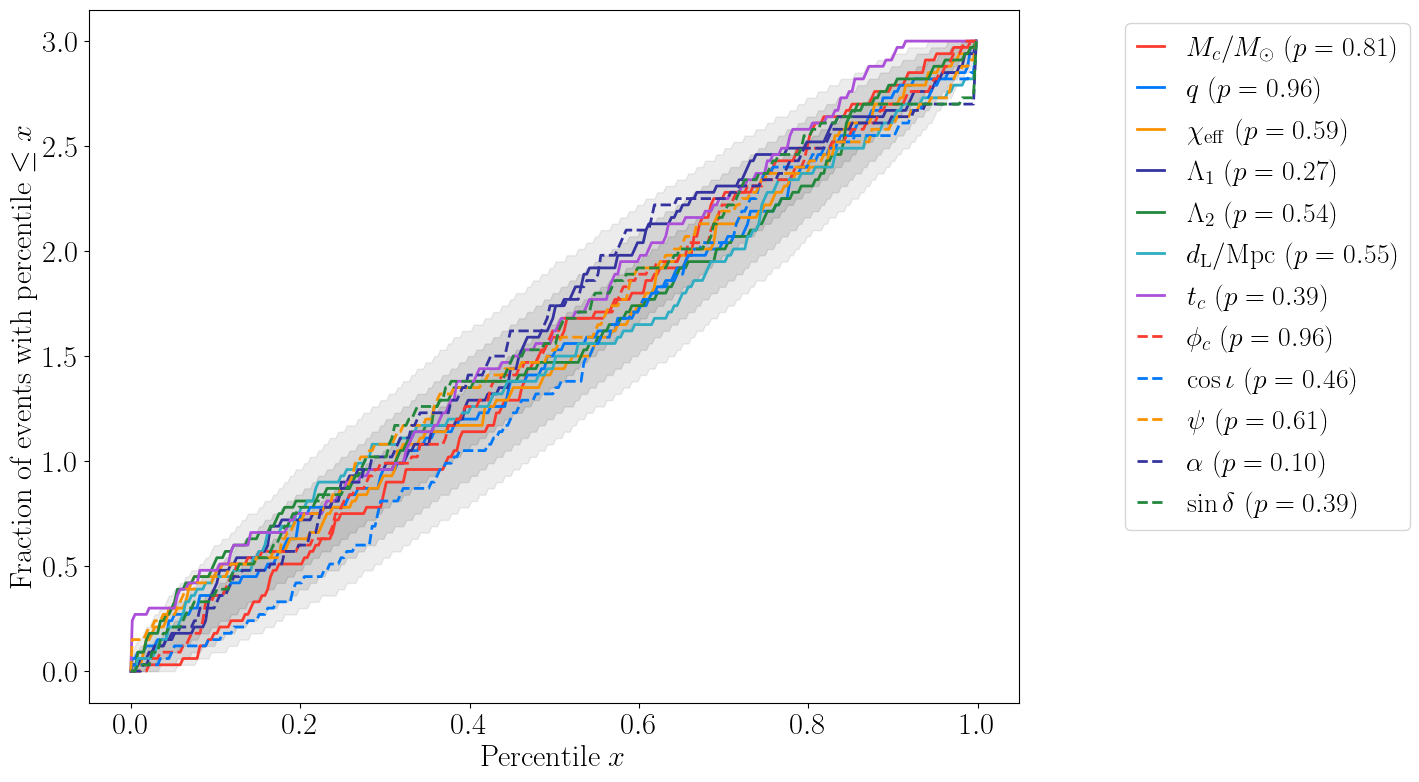 3.0
2.5
2.0
1.5
1.0
0.5
0.0
Fraction of events with percentile ≤ x
0.0 0.2 0.4 0.6 0.8 1.0
Percentile x
M_c/M_⊙ (p = 0.81)
q (p = 0.96)
χ_eff (p = 0.59)
Λ_1 (p = 0.27)
Λ_2 (p = 0.54)
d_L/Mpc (p = 0.55)
t_c (p = 0.39)
ϕ_c (p = 0.96)
cos ι (p = 0.46)
ψ (p = 0.61)
α (p = 0.10)
sin δ (p = 0.39)